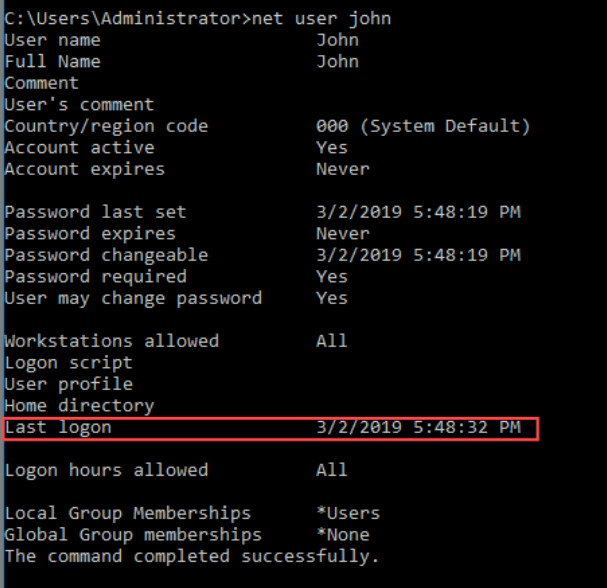 C:\Users\Administrator>net user john
User name                    John
Full Name                    John
Comment
User's comment
Country/region code          000 (System Default)
Account active               Yes
Account expires              Never
Password last set            3/2/2019 5:48:19 PM
Password expires             Never
Password changeable          3/2/2019 5:48:19 PM
Password required            Yes
User may change password     Yes
Workstations allowed         All
Logon script
User profile
Home directory
Last logon                   3/2/2019 5:48:32 PM
Logon hours allowed          All
Local Group Memberships      *Users
Global Group memberships     *None
The command completed successfully.